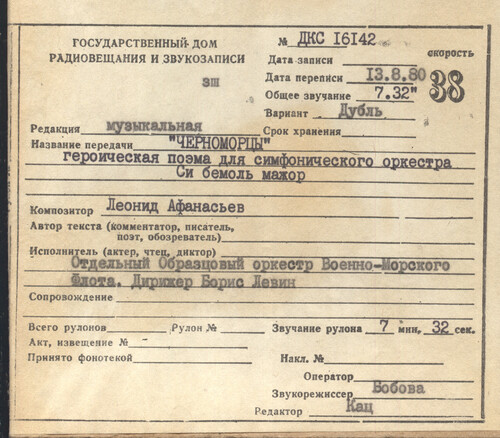 ГОСУДАРСТВЕННЫЙ ДОМ
РАДИОВЕЩАНИЯ И ЗВУКОЗАПИСИ
зш
№ ДКС 16142
скорость
38
Дата записи
Дата переписи 13.8.80
Общее звучание 7.32"
Вариант Дубль
Редакция музыкальная
Срок хранения
Название передачи "ЧЕРНОМОРЦЫ"
героическая поэма для симфонического оркестра
Си бемоль мажор
Композитор Леонид Афанасьев
Автор текста (комментатор, писатель,
поэт, обозреватель)
Исполнитель (актер, чтец, диктор)
Отдельный Образцовый оркестр Военно-Морского
Флота. Дирижер Борис Левин
Сопровождение
Всего рулонов Рулон № Звучание рулона 7 мин. 32 сек.
Акт, извещение №
Принято фонотекой Накл. №
Оператор
Звукорежиссер Бобова
Редактор Кац